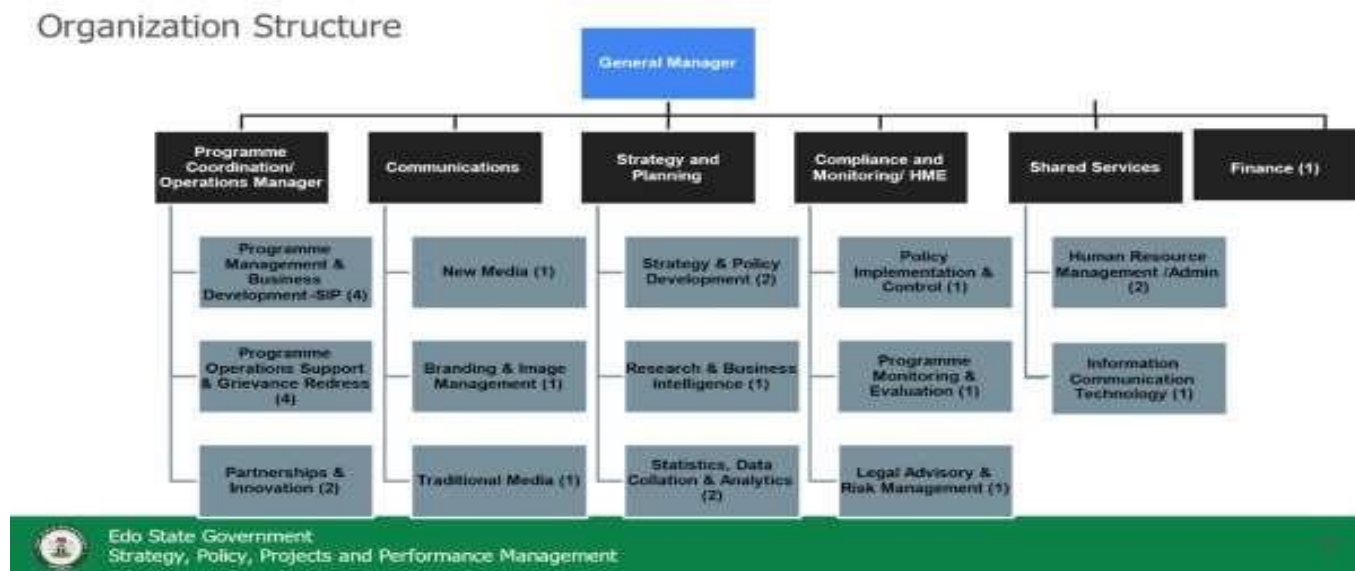 Organization Structure
General Manager
Programme
Coordination/
Operations Manager
Communications
Strategy and
Planning
Compliance and
Monitoring/ HME
Shared Services
Finance (1)
Programme
Management &
Business
Development -SIP (4)
New Media (1)
Strategy & Policy
Development (2)
Policy
Implementation &
Control (1)
Human Resource
Management /Admin
(2)
Programme
Operations Support
& Grievance Redress
(4)
Branding & Image
Management (1)
Research & Business
Intelligence (1)
Programme
Monitoring &
Evaluation (1)
Information
Communication
Technology (1)
Partnerships &
Innovation (2)
Traditional Media (1)
Statistics, Data
Collation & Analytics
(2)
Legal Advisory &
Risk Management (1)
Edo State Government
Strategy, Policy, Projects and Performance Management